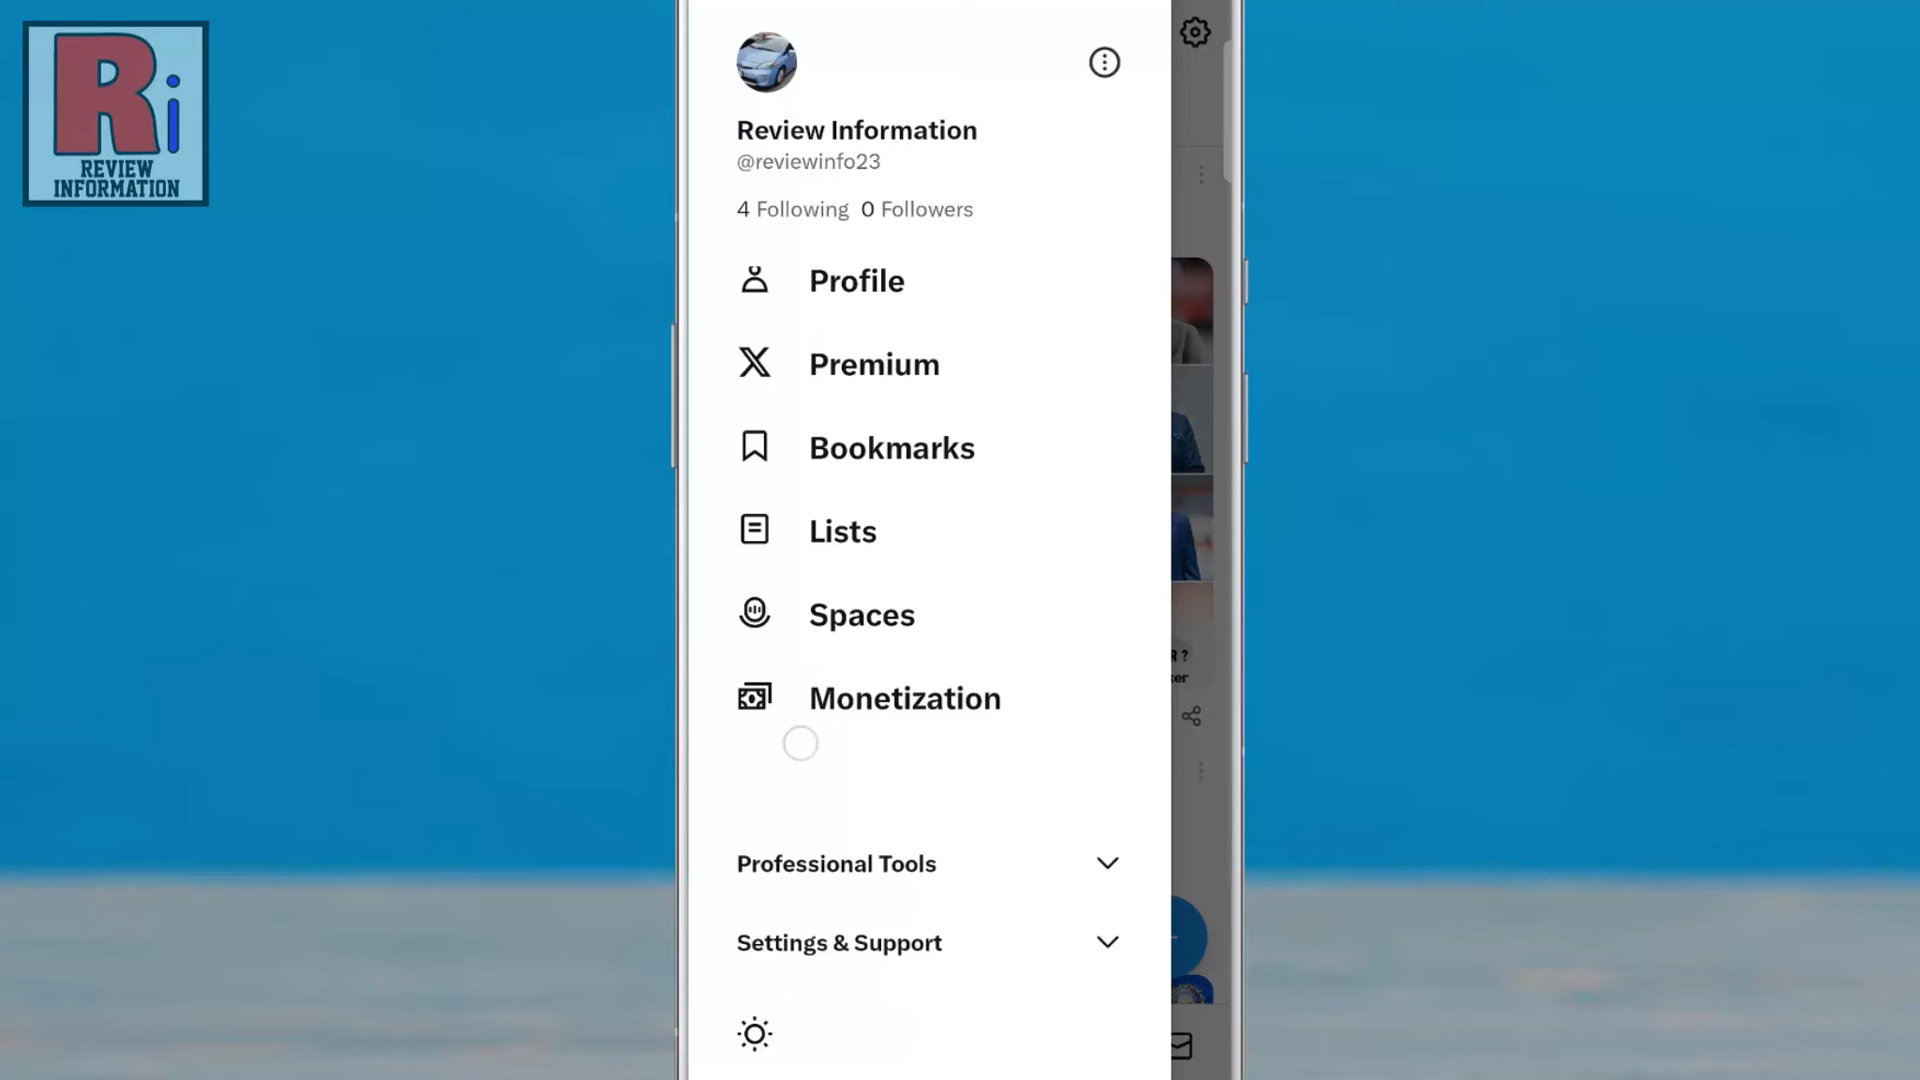 Ri
REVIEW
INFORMATION
Review Information
@reviewinfo23
4 Following 0 Followers
Profile
Premium
Bookmarks
Lists
Spaces
Monetization
R ?
Professional Tools
Settings & Support